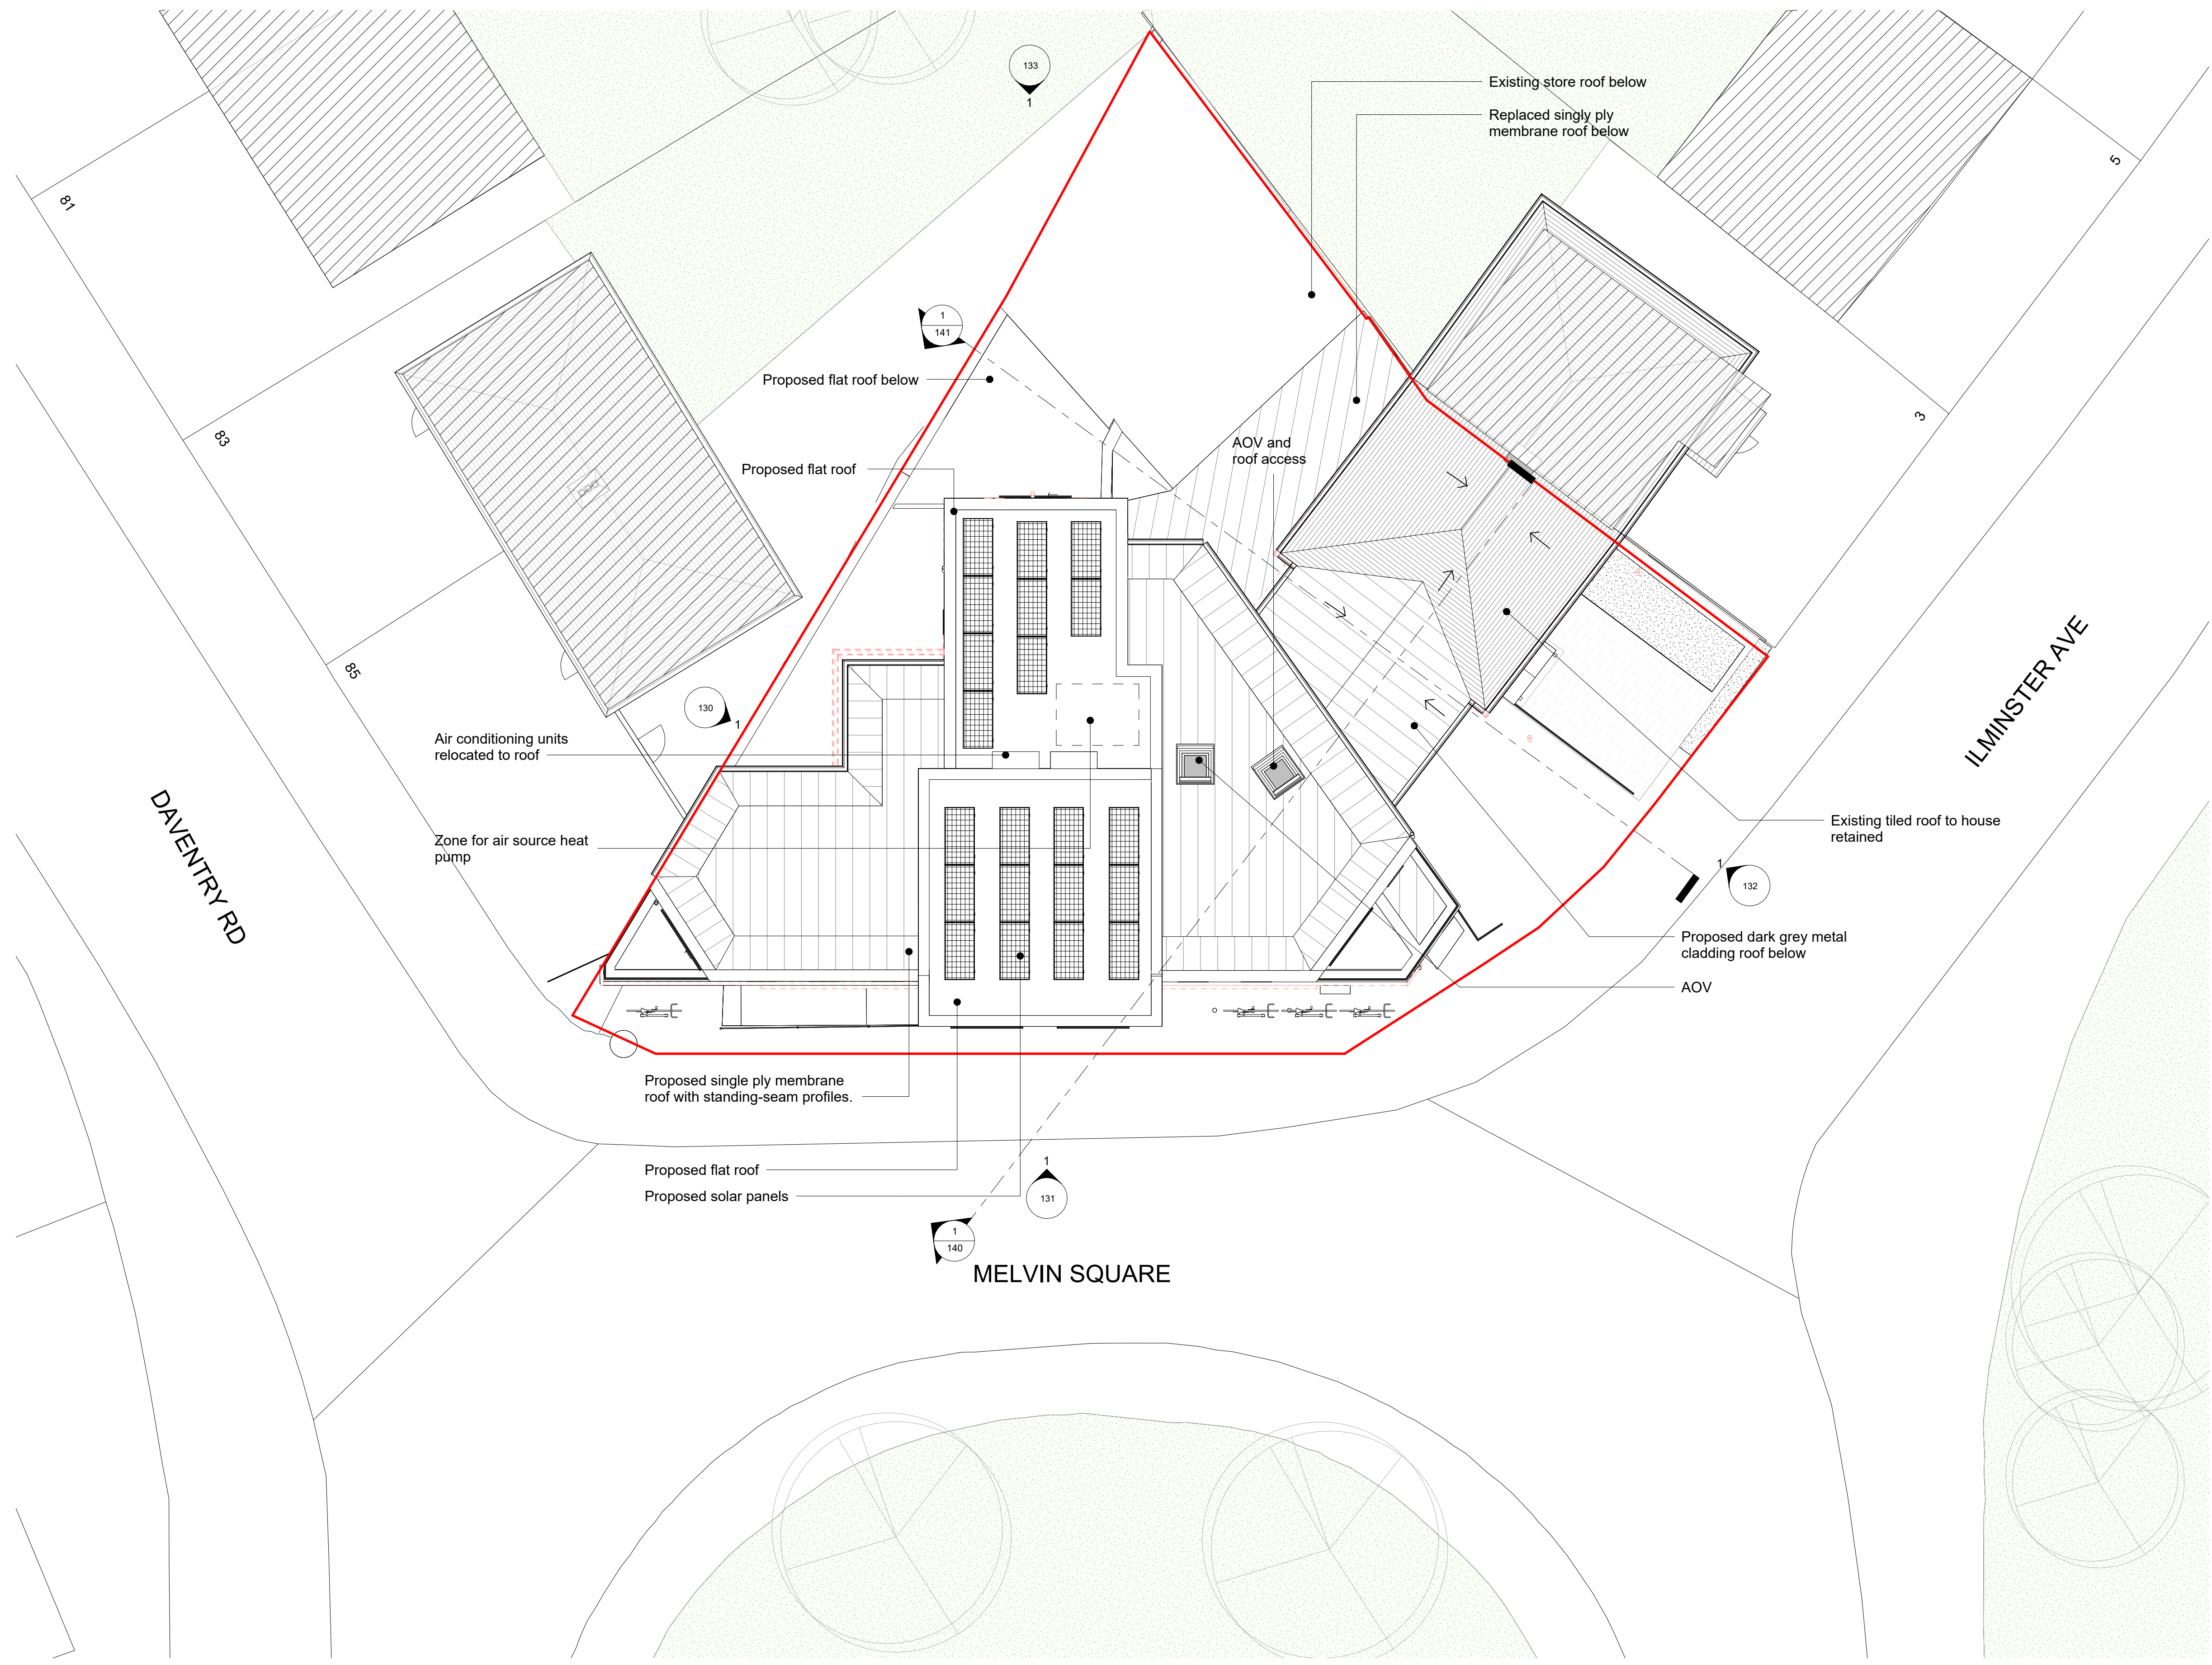 133
1
Existing store roof below
Replaced singly ply
membrane roof below
5
81
1
141
Proposed flat roof below
3
83
AOV and
roof access
Proposed flat roof
85
130
1
Air conditioning units
relocated to roof
ILMINSTER AVE
DAVENTRY RD
Zone for air source heat
pump
Existing tiled roof to house
retained
1
132
Proposed dark grey metal
cladding roof below
AOV
Proposed single ply membrane
roof with standing-seam profiles.
Proposed flat roof
Proposed solar panels
1
131
1
140
MELVIN SQUARE